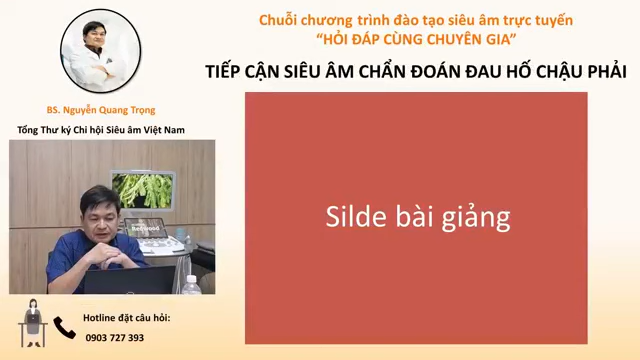 Chuỗi chương trình đào tạo siêu âm trực tuyến
“HỎI ĐÁP CÙNG CHUYÊN GIA”
TIẾP CẬN SIÊU ÂM CHẨN ĐOÁN ĐAU HỐ CHẬU PHẢI
BS. Nguyễn Quang Trọng
Tổng Thư ký Chi hội Siêu âm Việt Nam
Silde bài giảng
Hotline đặt câu hỏi:
0903 727 393